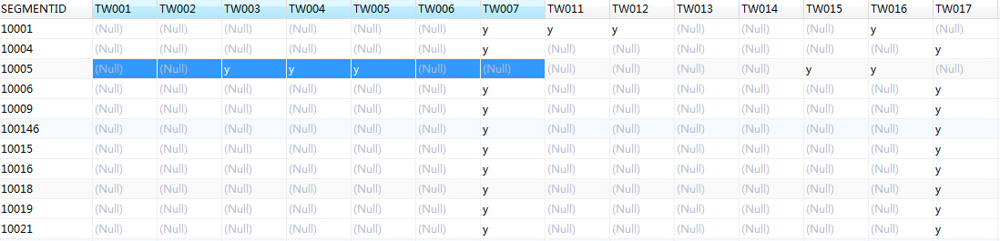 SEGMENTID TW001 TW002 TW003 TW004 TW005 TW006 TW007 TW011 TW012 TW013 TW014 TW015 TW016 TW017
10001 (Null) (Null) (Null) (Null) (Null) (Null) y y y (Null) (Null) (Null) y (Null)
10004 (Null) (Null) (Null) (Null) (Null) (Null) y (Null) (Null) (Null) (Null) (Null) (Null) y
10005 (Null) (Null) y y y (Null) (Null) (Null) (Null) (Null) (Null) y y (Null)
10006 (Null) (Null) (Null) (Null) (Null) (Null) y (Null) (Null) (Null) (Null) (Null) (Null) y
10009 (Null) (Null) (Null) (Null) (Null) (Null) y (Null) (Null) (Null) (Null) (Null) (Null) y
100146 (Null) (Null) (Null) (Null) (Null) (Null) y (Null) (Null) (Null) (Null) (Null) (Null) y
10015 (Null) (Null) (Null) (Null) (Null) (Null) y (Null) (Null) (Null) (Null) (Null) (Null) y
10016 (Null) (Null) (Null) (Null) (Null) (Null) y (Null) (Null) (Null) (Null) (Null) (Null) y
10018 (Null) (Null) (Null) (Null) (Null) (Null) y (Null) (Null) (Null) (Null) (Null) (Null) y
10019 (Null) (Null) (Null) (Null) (Null) (Null) y (Null) (Null) (Null) (Null) (Null) (Null) y
10021 (Null) (Null) (Null) (Null) (Null) (Null) y (Null) (Null) (Null) (Null) (Null) (Null) y